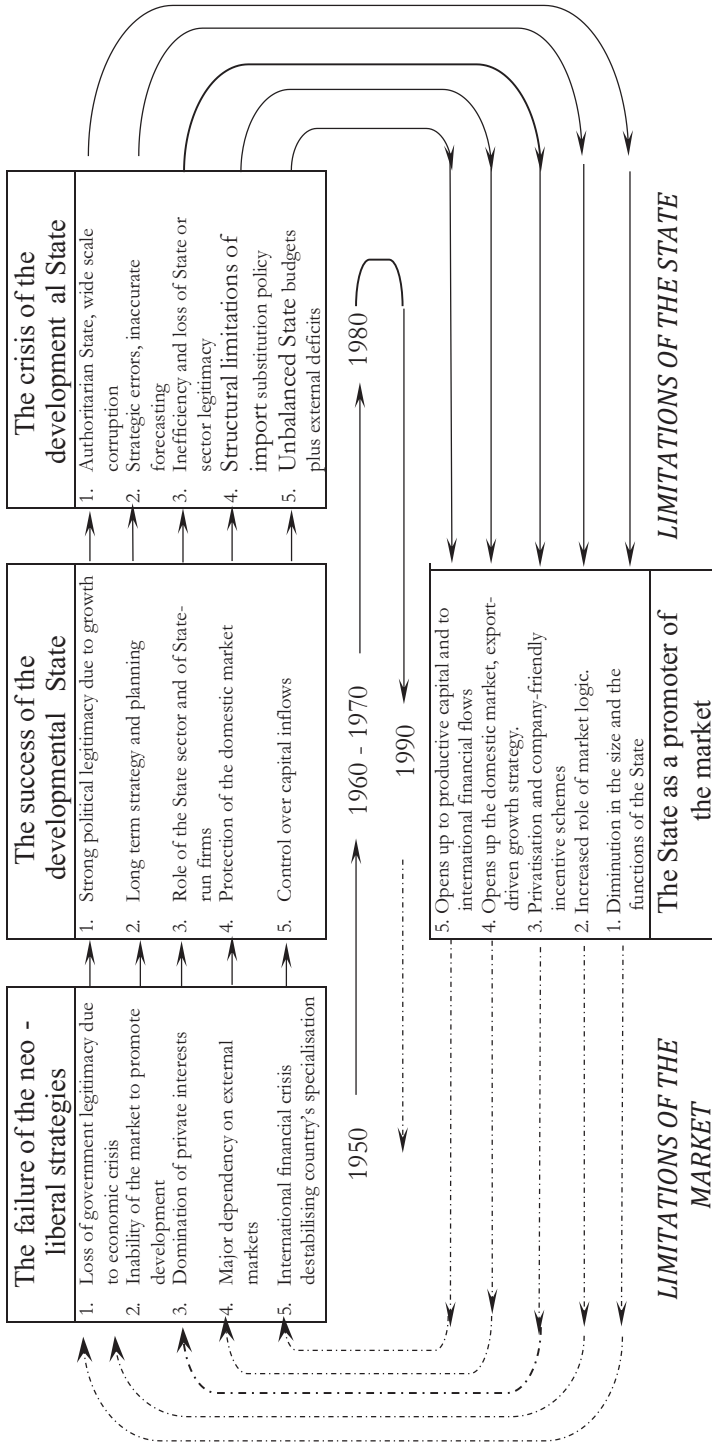 The failure of the neo -
liberal strategies
1. Loss of government legitimacy due
to economic crisis
2. Inability of the market to promote
development
3. Domination of private interests
4. Major dependency on external
markets
5. International financial crisis
destabilising country's specialisation
The success of the
developmental State
1. Strong political legitimacy due to growth
2. Long term strategy and planning
3. Role of the State sector and of State-
run firms
4. Protection of the domestic market
5. Control over capital inflows
The crisis of the
development al State
1. Authoritarian State, wide scale
corruption
2. Strategic errors, inaccurate
forecasting
3. Inefficiency and loss of State or
sector legitimacy
4. Structural limitations of
import substitution policy
5. Unbalanced State budgets
plus external deficits
1950
1960 - 1970
1980
1990
5. Opens up to productive capital and to
international financial flows
4. Opens up the domestic market, export-
driven growth strategy.
3. Privatisation and company-friendly
incentive schemes
2. Increased role of market logic.
1. Diminution in the size and the
functions of the State
The State as a promoter of
the market
LIMITATIONS OF THE
MARKET
LIMITATIONS OF THE STATE